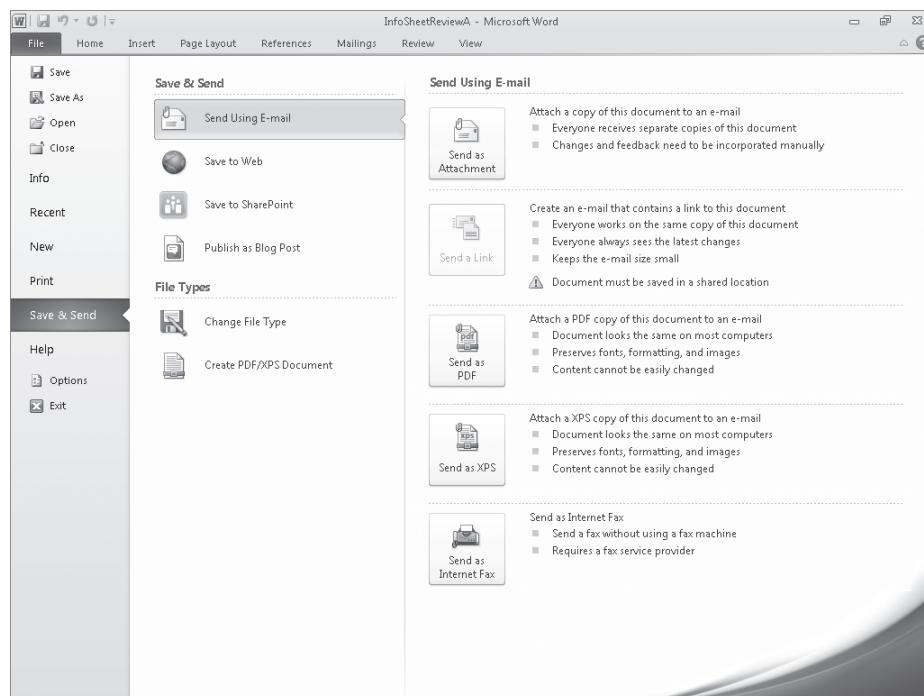 W
InfoSheetReviewA - Microsoft Word
File Home Insert Page Layout References Mailings Review View
Save
Save As
Open
Close
Info
Recent
New
Print
Save & Send
Help
Options
Exit
Save & Send
Send Using E-mail
Save to Web
Save to SharePoint
Publish as Blog Post
File Types
Change File Type
Create PDF/XPS Document
Send Using E-mail
Send as
Attachment
Attach a copy of this document to an e-mail
Everyone receives separate copies of this document
Changes and feedback need to be incorporated manually
Send a Link
Create an e-mail that contains a link to this document
Everyone works on the same copy of this document
Everyone always sees the latest changes
Keeps the e-mail size small
Document must be saved in a shared location
pdf
Send as
PDF
Attach a PDF copy of this document to an e-mail
Document looks the same on most computers
Preserves fonts, formatting, and images
Content cannot be easily changed
xps
Send as XPS
Attach a XPS copy of this document to an e-mail
Document looks the same on most computers
Preserves fonts, formatting, and images
Content cannot be easily changed
Send as
Internet Fax
Send as Internet Fax
Send a fax without using a fax machine
Requires a fax service provider